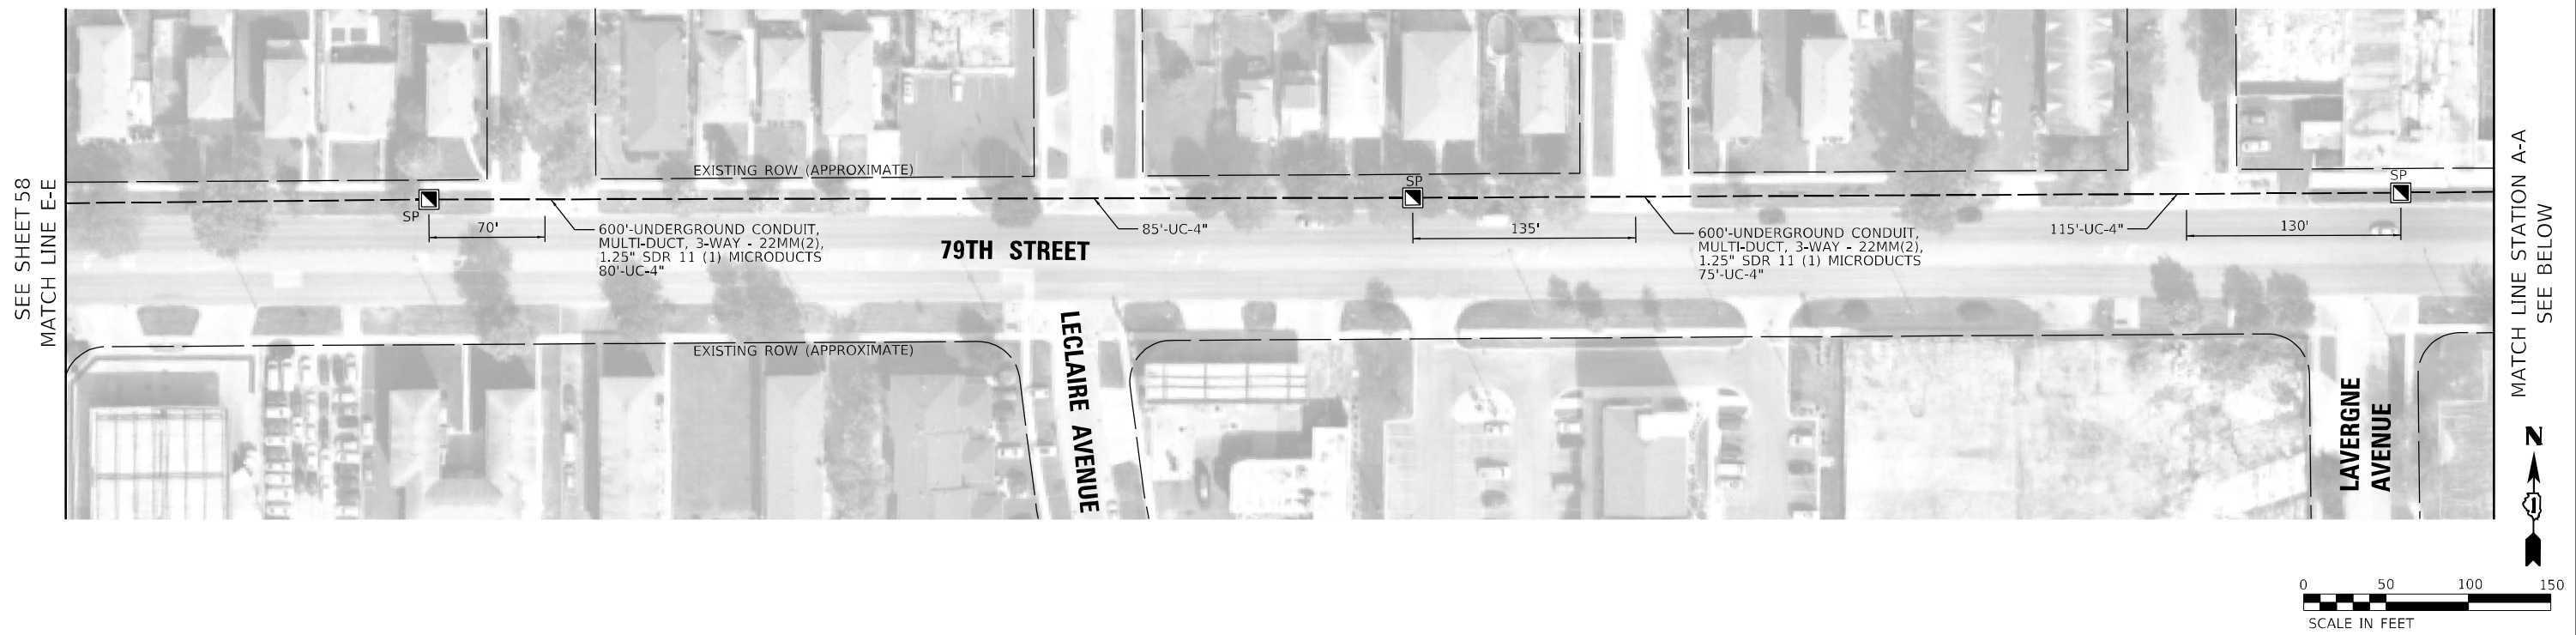 SEE SHEET 58
MATCH LINE E-E
EXISTING ROW (APPROXIMATE)
SP
70'
600'-UNDERGROUND CONDUIT,
MULTI-DUCT, 3-WAY - 22MM(2),
1.25" SDR 11 (1) MICRODUCTS
80'-UC-4"
79TH STREET
85'-UC-4"
SP
135'
600'-UNDERGROUND CONDUIT,
MULTI-DUCT, 3-WAY - 22MM(2),
1.25" SDR 11 (1) MICRODUCTS
75'-UC-4"
115'-UC-4"
SP
130'
EXISTING ROW (APPROXIMATE)
LECLAIRE AVENUE
LAVERGNE
AVENUE
MATCH LINE STATION A-A
SEE BELOW
N
0 50 100 150
SCALE IN FEET